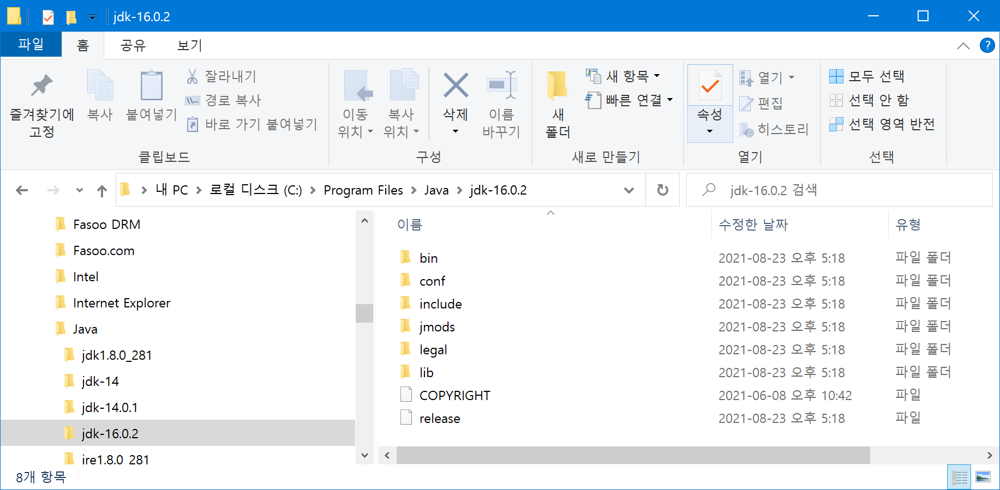 jdk-16.0.2
파일 홈 공유 보기
즐겨찾기에 고정
복사
붙여넣기
잘라내기
경로 복사
바로 가기 붙여넣기
클립보드
이동 위치
복사 위치
삭제
이름 바꾸기
구성
새 폴더
새 항목
빠른 연결
새로 만들기
속성
열기
편집
히스토리
열기
모두 선택
선택 안 함
선택 영역 반전
선택
내 PC 로컬 디스크 (C:) Program Files Java jdk-16.0.2
jdk-16.0.2 검색
Fasoo DRM
Fasoo.com
Intel
Internet Explorer
Java
jdk1.8.0_281
jdk-14
jdk-14.0.1
jdk-16.0.2
jre1.8.0_281
이름 수정한 날짜 유형
bin 2021-08-23 오후 5:18 파일 폴더
conf 2021-08-23 오후 5:18 파일 폴더
include 2021-08-23 오후 5:18 파일 폴더
jmods 2021-08-23 오후 5:18 파일 폴더
legal 2021-08-23 오후 5:18 파일 폴더
lib 2021-08-23 오후 5:18 파일 폴더
COPYRIGHT 2021-06-08 오후 10:42 파일
release 2021-08-23 오후 5:18 파일
8개 항목